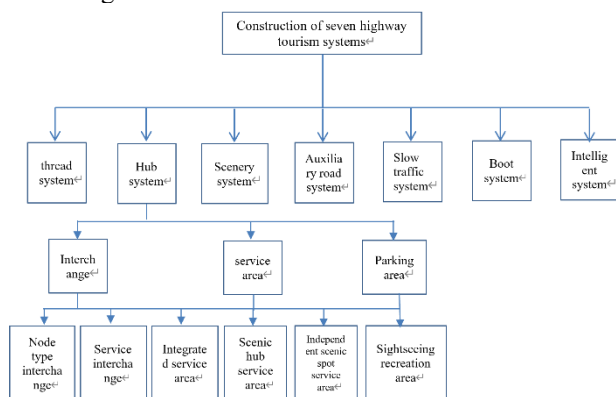 Construction of seven highway
tourism systems↵
thread
system↵
Hub
system↵
Scenery
system↵
Auxilia
ry road
system↵
Slow
traffic
system↵
Boot
system↵
Intellig
ent system↵
Interch
ange↵
service
area↵
Parking
area↵
Node
type
intercha
nge↵
Service
intercha
nge↵
Integrate
d service
area↵
Scenic
hub
service
area↵
Independ
ent scenic
spot
service
area↵
Sightseeing
recreation
area↵